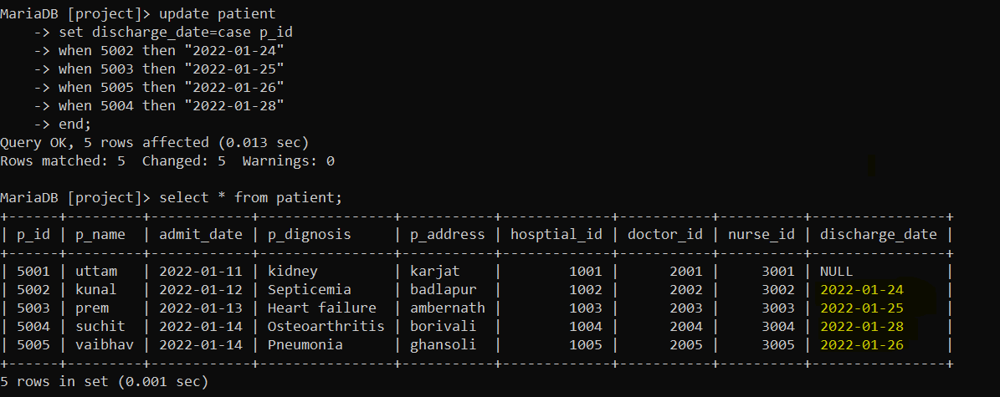 MariaDB [project]> update patient
    -> set discharge_date=case p_id
    -> when 5002 then "2022-01-24"
    -> when 5003 then "2022-01-25"
    -> when 5005 then "2022-01-26"
    -> when 5004 then "2022-01-28"
    -> end;
Query OK, 5 rows affected (0.013 sec)
Rows matched: 5  Changed: 5  Warnings: 0

MariaDB [project]> select * from patient;
+------+---------+------------+----------------+-----------+--------------+-----------+----------+----------------+
| p_id | p_name  | admit_date | p_dignosis     | p_address | hosptial_id | doctor_id | nurse_id | discharge_date |
+------+---------+------------+----------------+-----------+--------------+-----------+----------+----------------+
| 5001 | uttam   | 2022-01-11 | kidney         | karjat    |        1001 |      2001 |     3001 | NULL           |
| 5002 | kunal   | 2022-01-12 | Septicemia     | badlapur  |        1002 |      2002 |     3002 | 2022-01-24     |
| 5003 | prem    | 2022-01-13 | Heart failure  | ambernath |        1003 |      2003 |     3003 | 2022-01-25     |
| 5004 | suchit  | 2022-01-14 | Osteoarthritis | borivali  |        1004 |      2004 |     3004 | 2022-01-28     |
| 5005 | vaibhav | 2022-01-14 | Pneumonia      | ghansoli  |        1005 |      2005 |     3005 | 2022-01-26     |
+------+---------+------------+----------------+-----------+--------------+-----------+----------+----------------+
5 rows in set (0.001 sec)